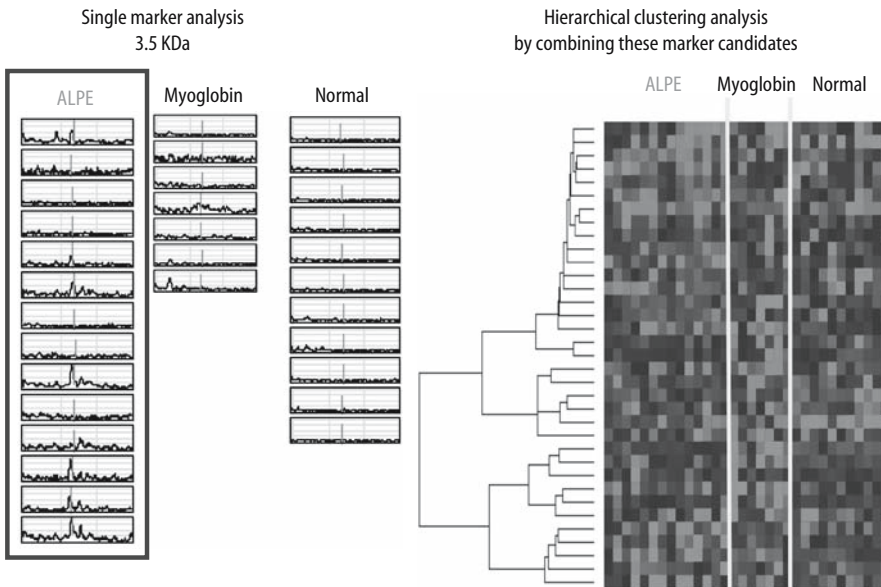 Single marker analysis
3.5 KDa
ALPE
Myoglobin
Normal
Hierarchical clustering analysis
by combining these marker candidates
ALPE
Myoglobin
Normal